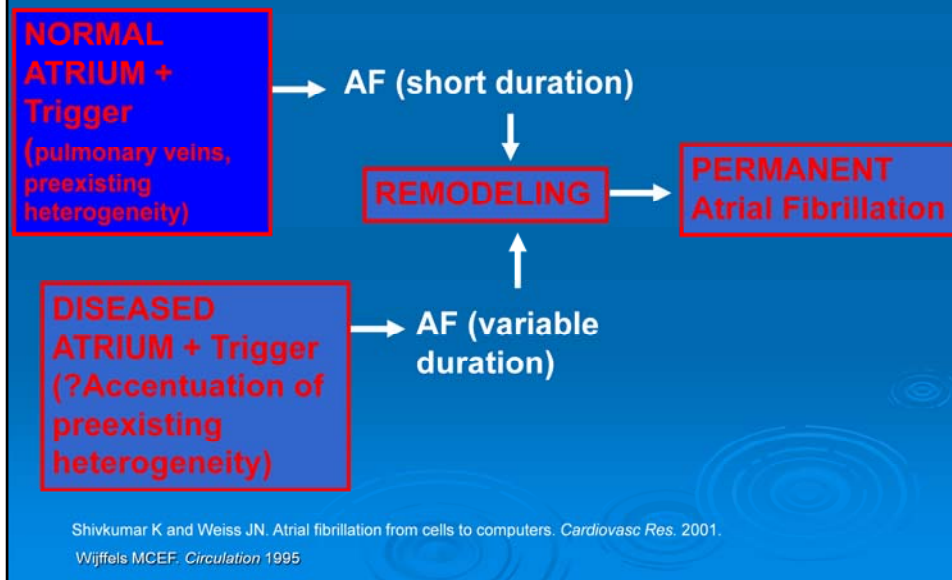 NORMAL
ATRIUM +
Trigger
(pulmonary veins,
preexisting
heterogeneity)
AF (short duration)
REMODELING
PERMANENT
Atrial Fibrillation
DISEASED
ATRIUM + Trigger
(?Accentuation of
preexisting
heterogeneity)
AF (variable
duration)
Shivkumar K and Weiss JN. Atrial fibrillation from cells to computers. Cardiovasc Res. 2001.
Wijffels MCEF. Circulation 1995